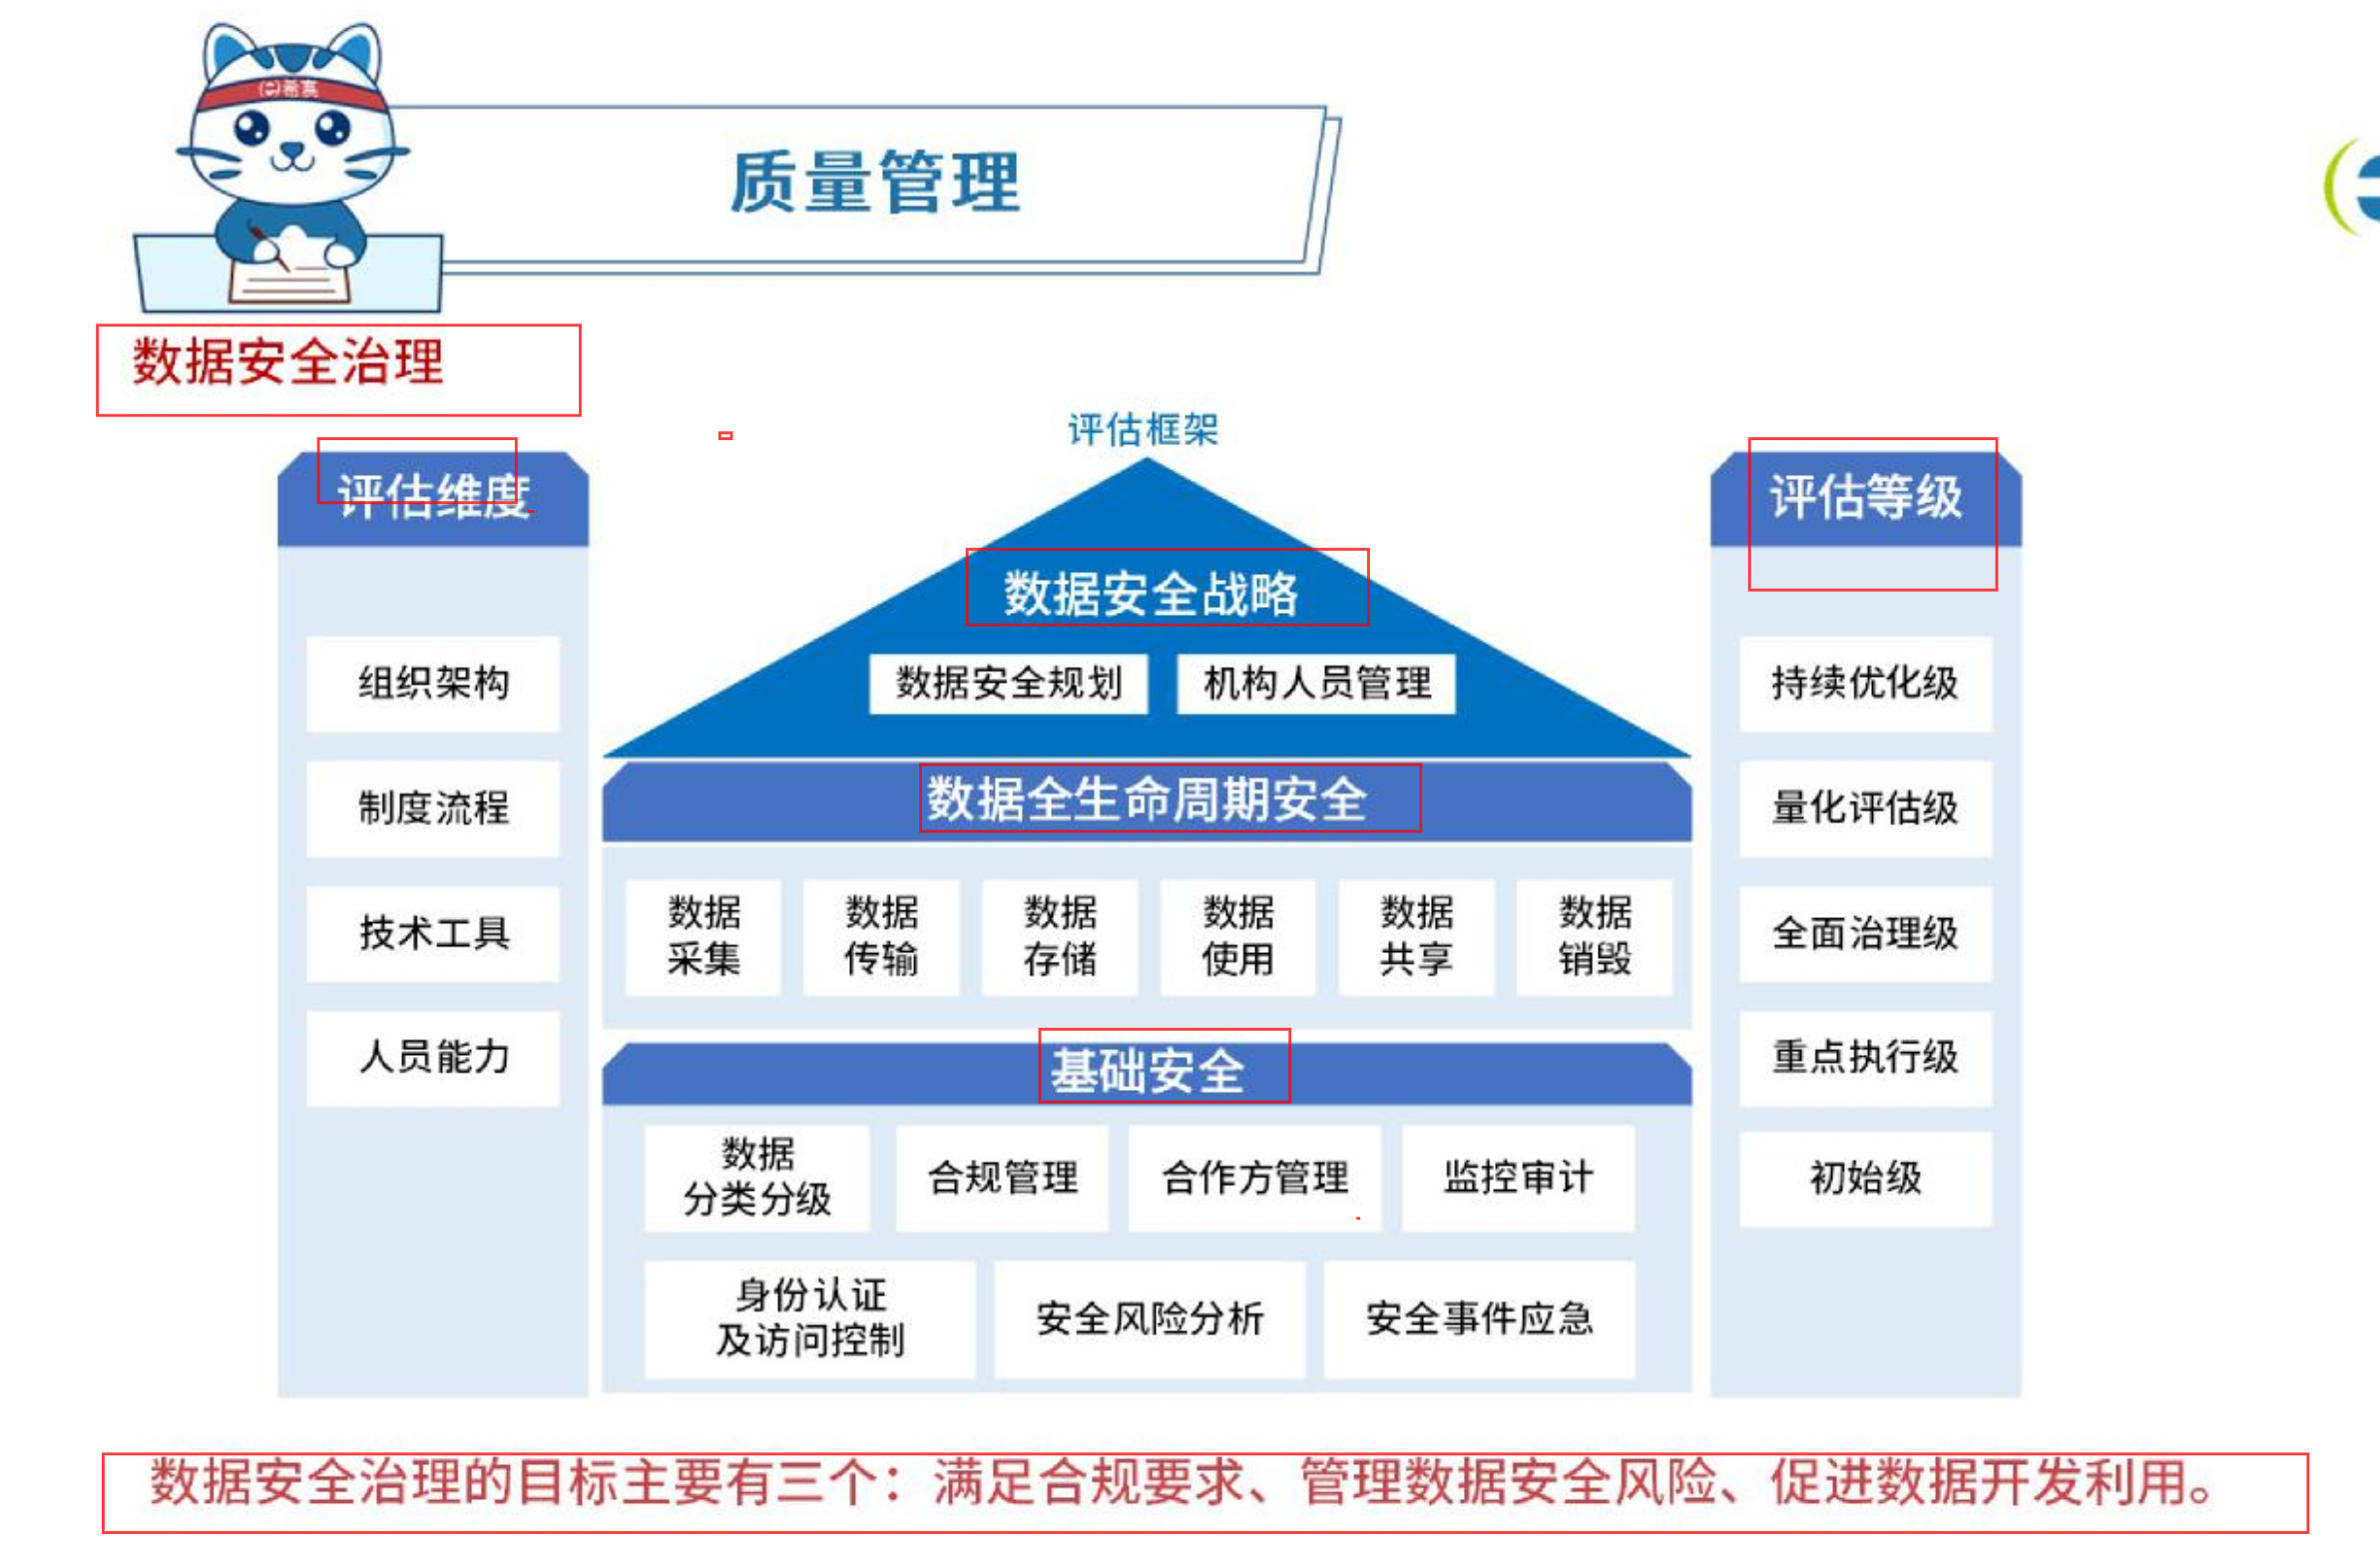 希赛
质量管理
数据安全治理
评估维度
组织架构
制度流程
技术工具
人员能力
评估框架
数据安全战略
数据安全规划
机构人员管理
数据全生命周期安全
数据
采集
数据
传输
数据
存储
数据
使用
数据
共享
数据
销毁
基础安全
数据
分类分级
合规管理
合作方管理
监控审计
身份认证
及访问控制
安全风险分析
安全事件应急
评估等级
持续优化级
量化评估级
全面治理级
重点执行级
初始级
数据安全治理的目标主要有三个：满足合规要求、管理数据安全风险、促进数据开发利用。